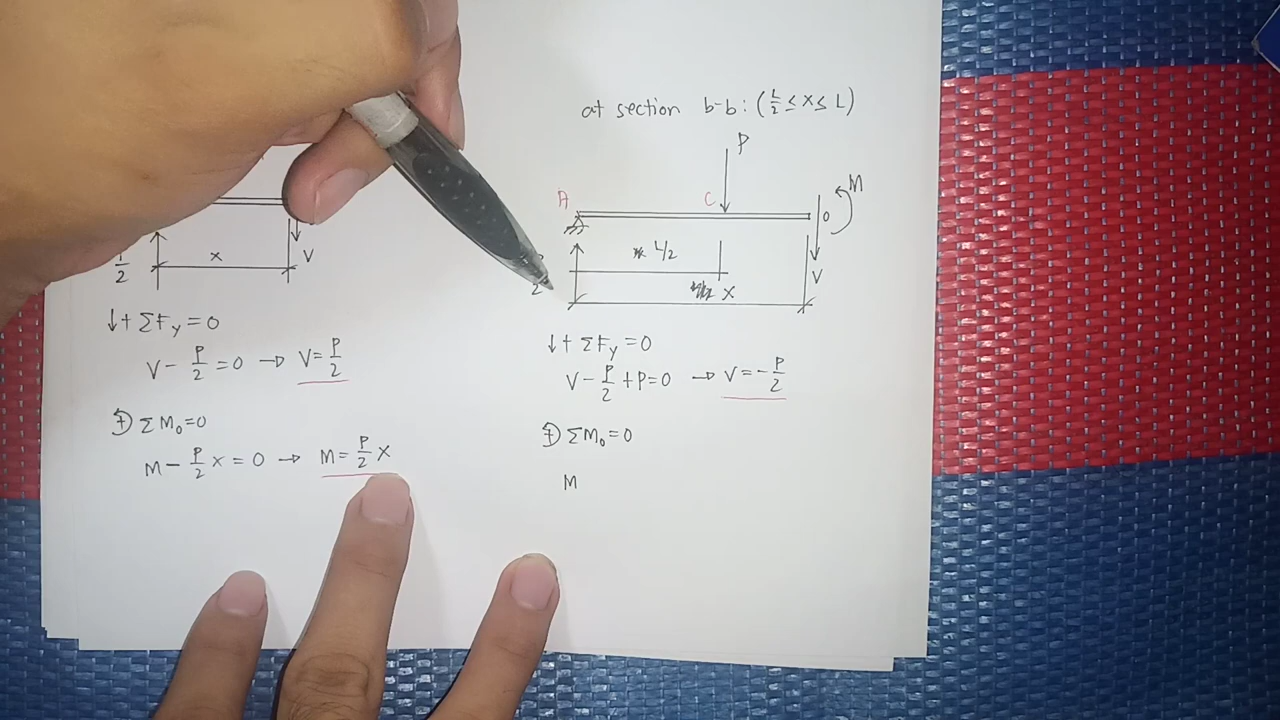 x
V
2
↓+ ΣFy = 0
V - P/2 = 0 → V = P/2
↺+ ΣM₀ = 0
M - P/2 x = 0 → M = P/2 x
at section b-b: (L/2 ≤ x ≤ L)
P
M
A
C
0
L/2
V
2
x
↓+ ΣFy = 0
V - P/2 + P = 0 → V = - P/2
↺+ ΣM₀ = 0
M